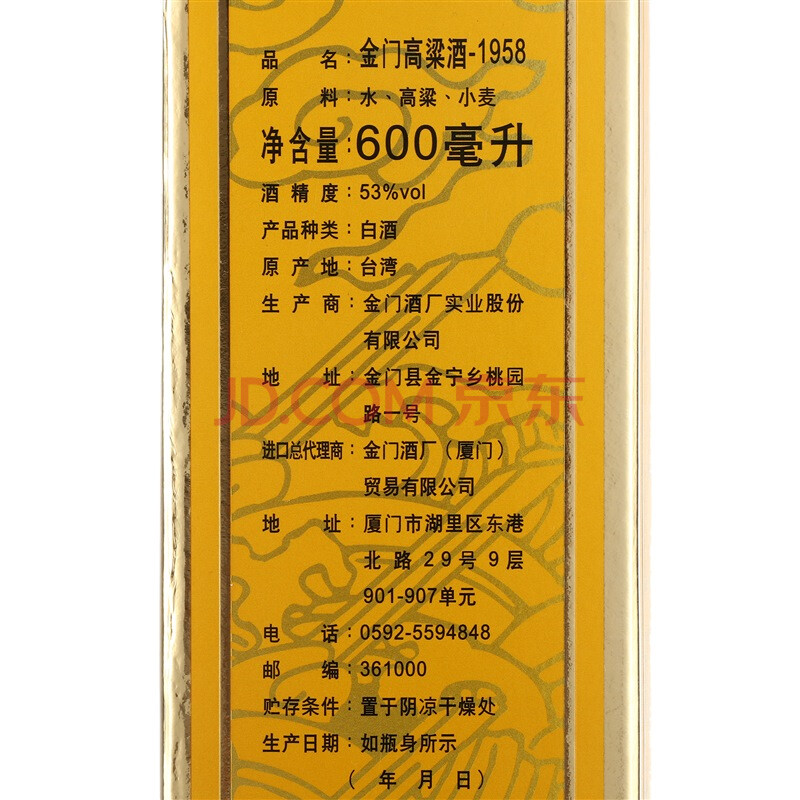 品 名：金门高粱酒-1958
原 料：水、高粱、小麦
净含量：600毫升
酒 精 度：53%vol
产品种类：白酒
原 产 地：台湾
生 产 商：金门酒厂实业股份
有限公司
地 址：金门县金宁乡桃园
路一号
JD.COM 京东
进口总代理商：金门酒厂（厦门）
贸易有限公司
地 址：厦门市湖里区东港
北 路 29号 9层
901-907单元
电 话：0592-5594848
邮 编：361000
贮存条件：置于阴凉干燥处
生产日期：如瓶身所示
（ 年 月 日）